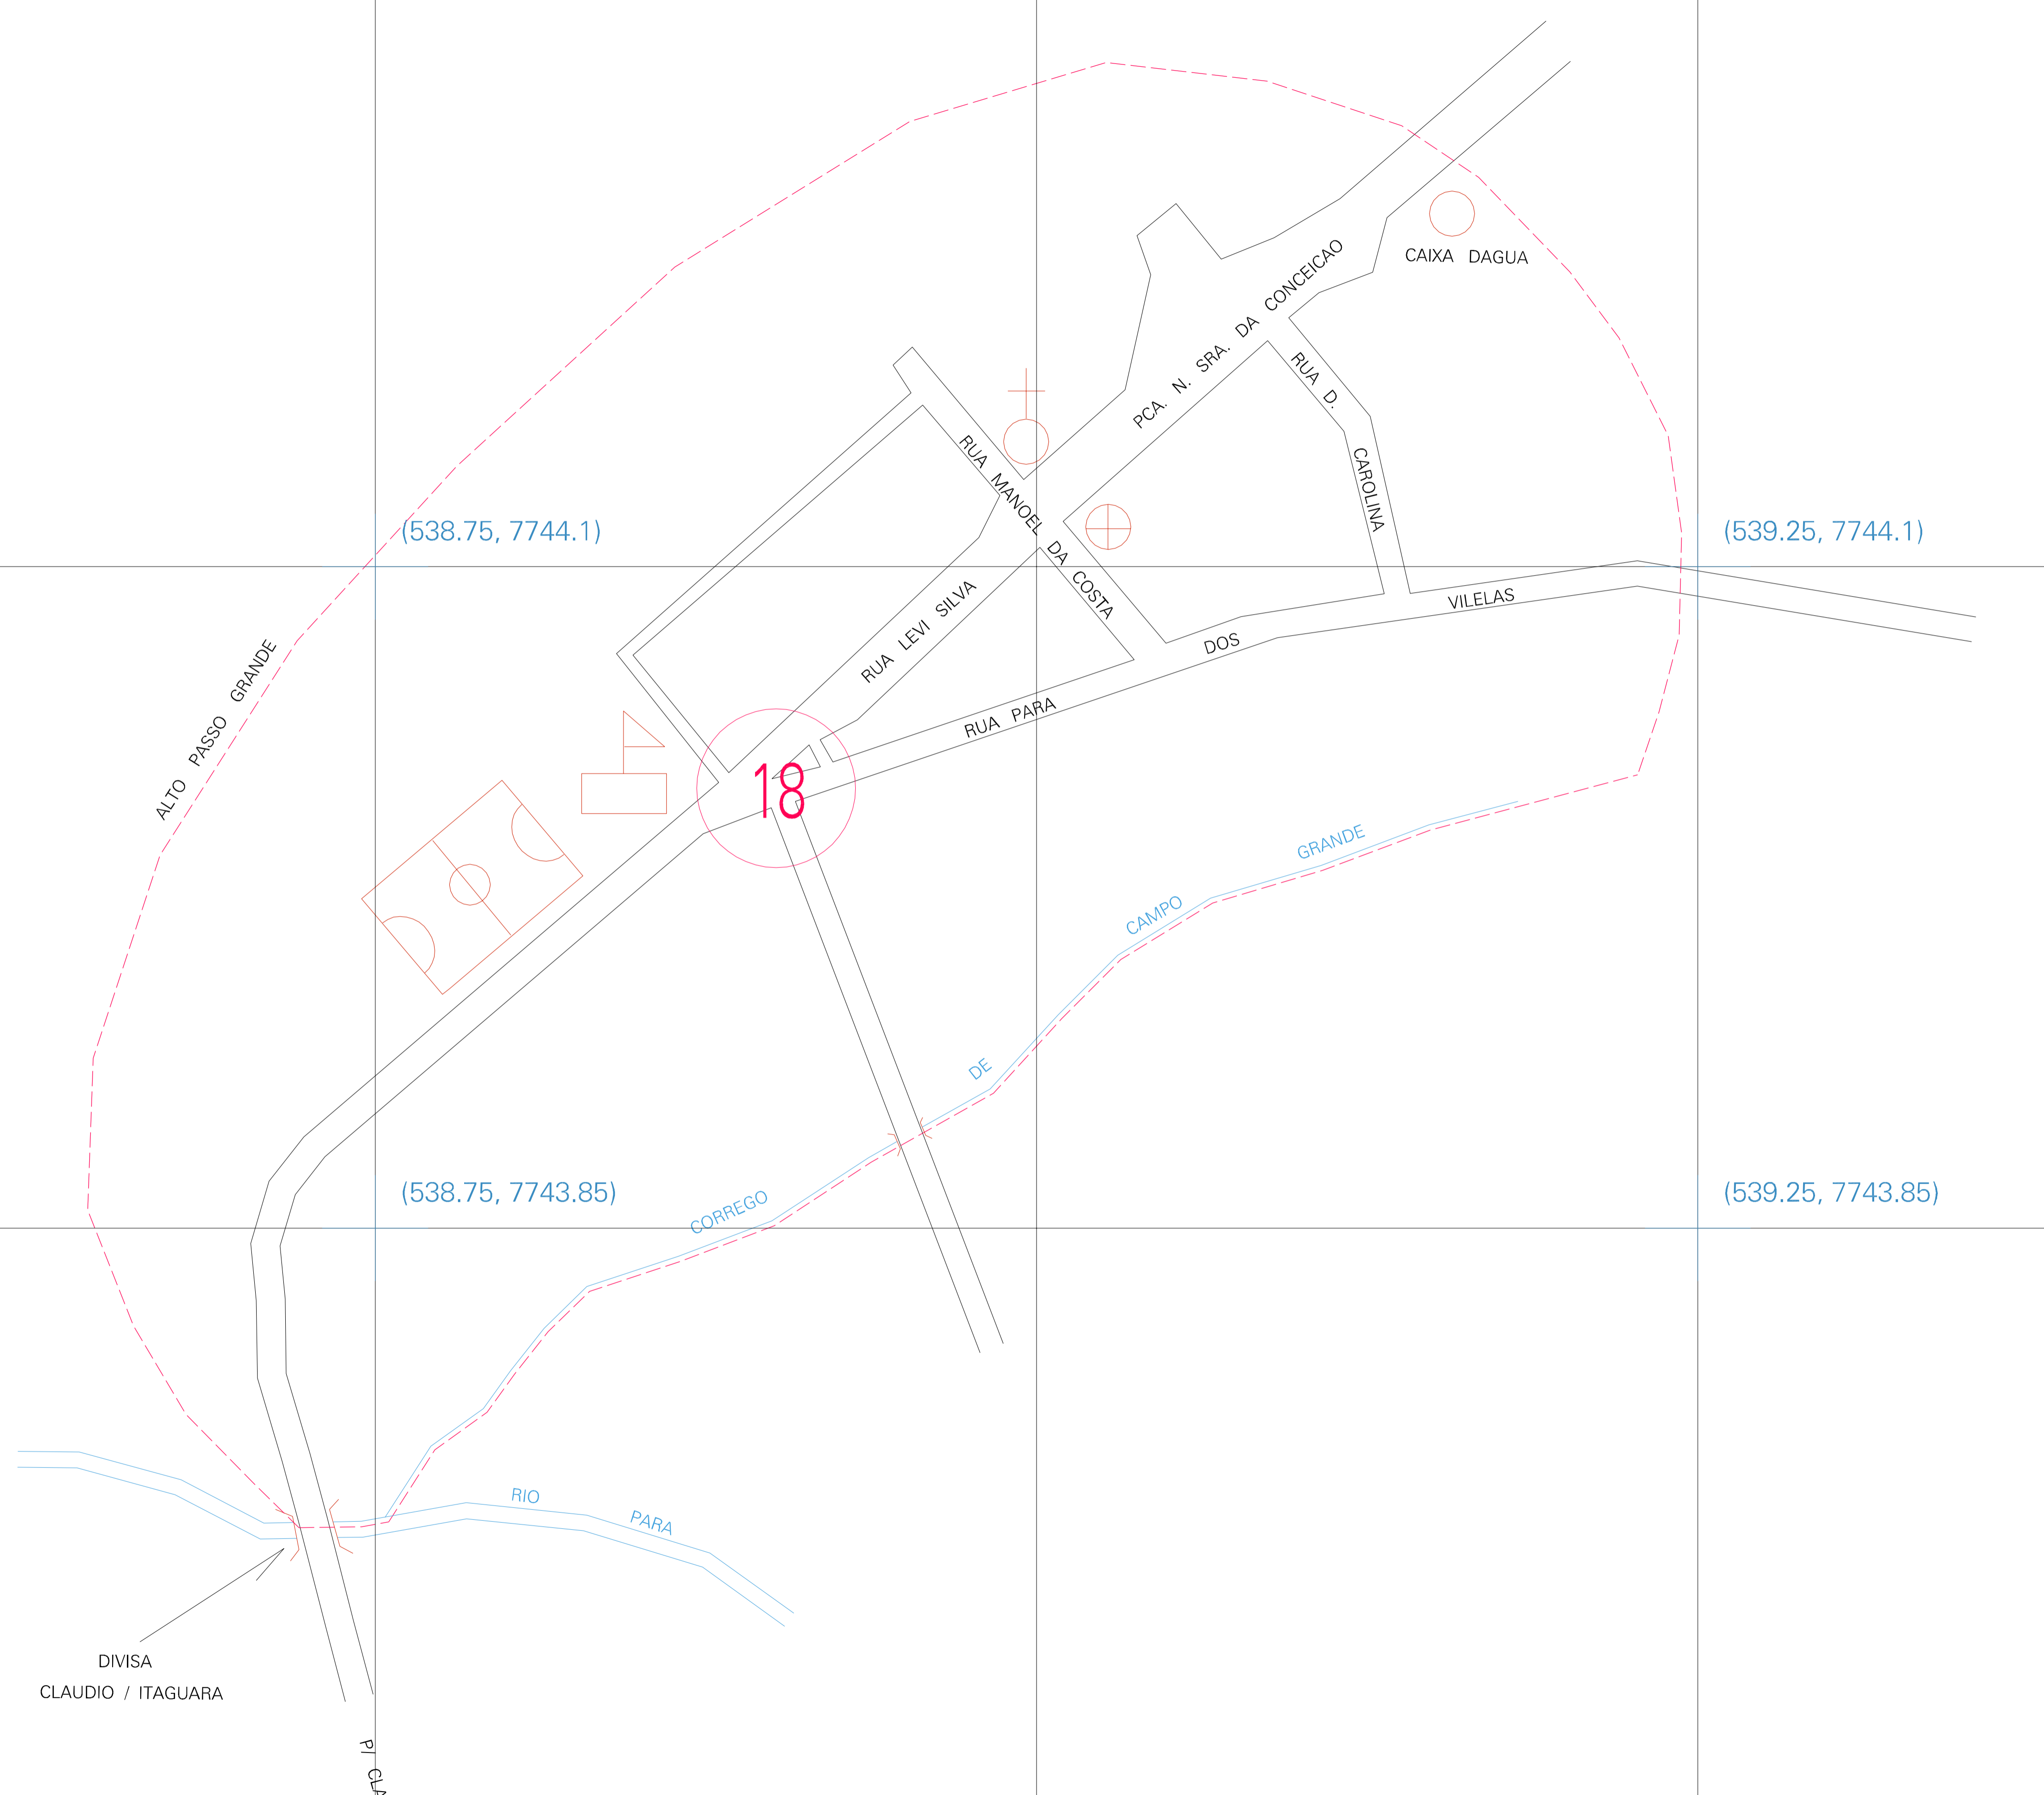 CAIXA DAGUA
PCA. N. SRA. DA CONCEICAO
RUA D. CAROLINA
RUA MANOEL DA COSTA
(538.75, 7744.1)
(539.25, 7744.1)
RUA LEVI SILVA
RUA PARA DOS VILELAS
ALTO PASSO GRANDE
18
CORREGO DE CAMPO GRANDE
(538.75, 7743.85)
(539.25, 7743.85)
RIO PARA
DIVISA
CLAUDIO / ITAGUARA
P/ CLA